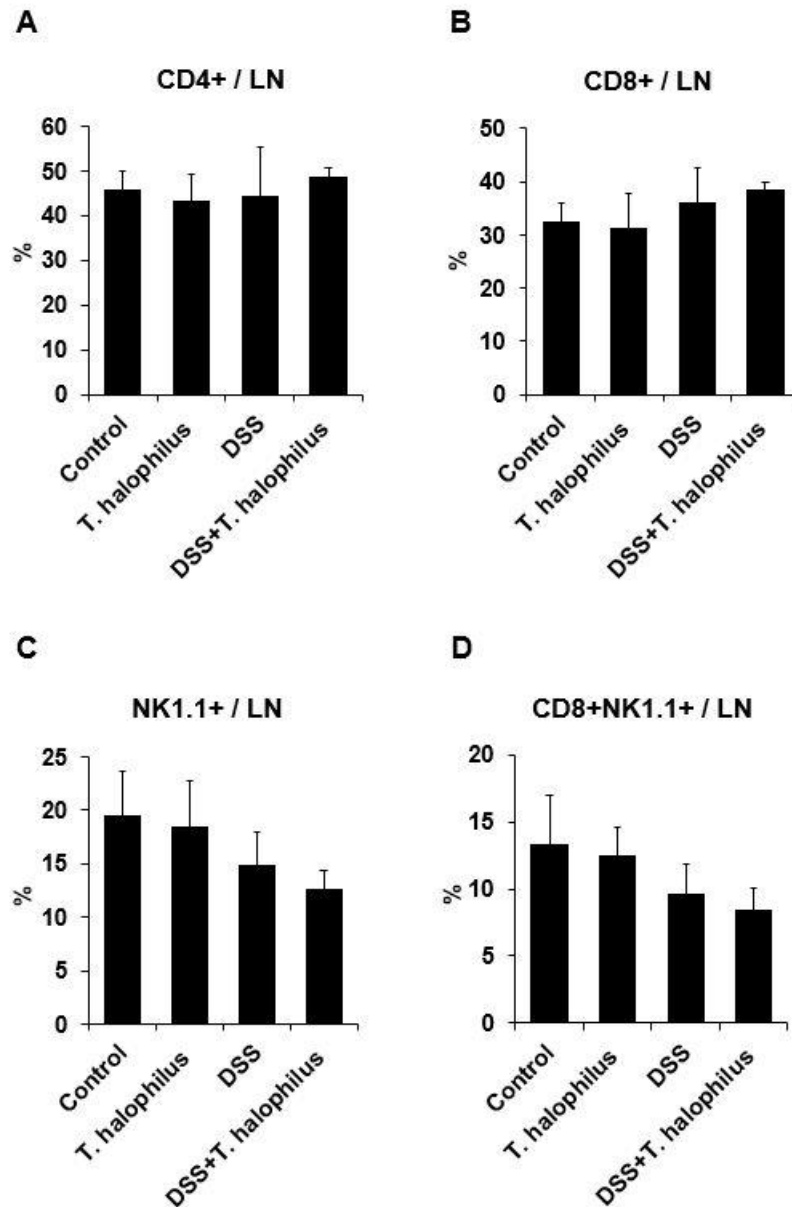 A
CD4+ / LN
60
50
40
30
20
10
0
%
Control
T. halophilus
DSS
DSS+T. halophilus
B
CD8+ / LN
50
40
30
20
10
0
%
Control
T. halophilus
DSS
DSS+T. halophilus
C
NK1.1+ / LN
25
20
15
10
5
0
%
Control
T. halophilus
DSS
DSS+T. halophilus
D
CD8+NK1.1+ / LN
20
15
10
5
0
%
Control
T. halophilus
DSS
DSS+T. halophilus